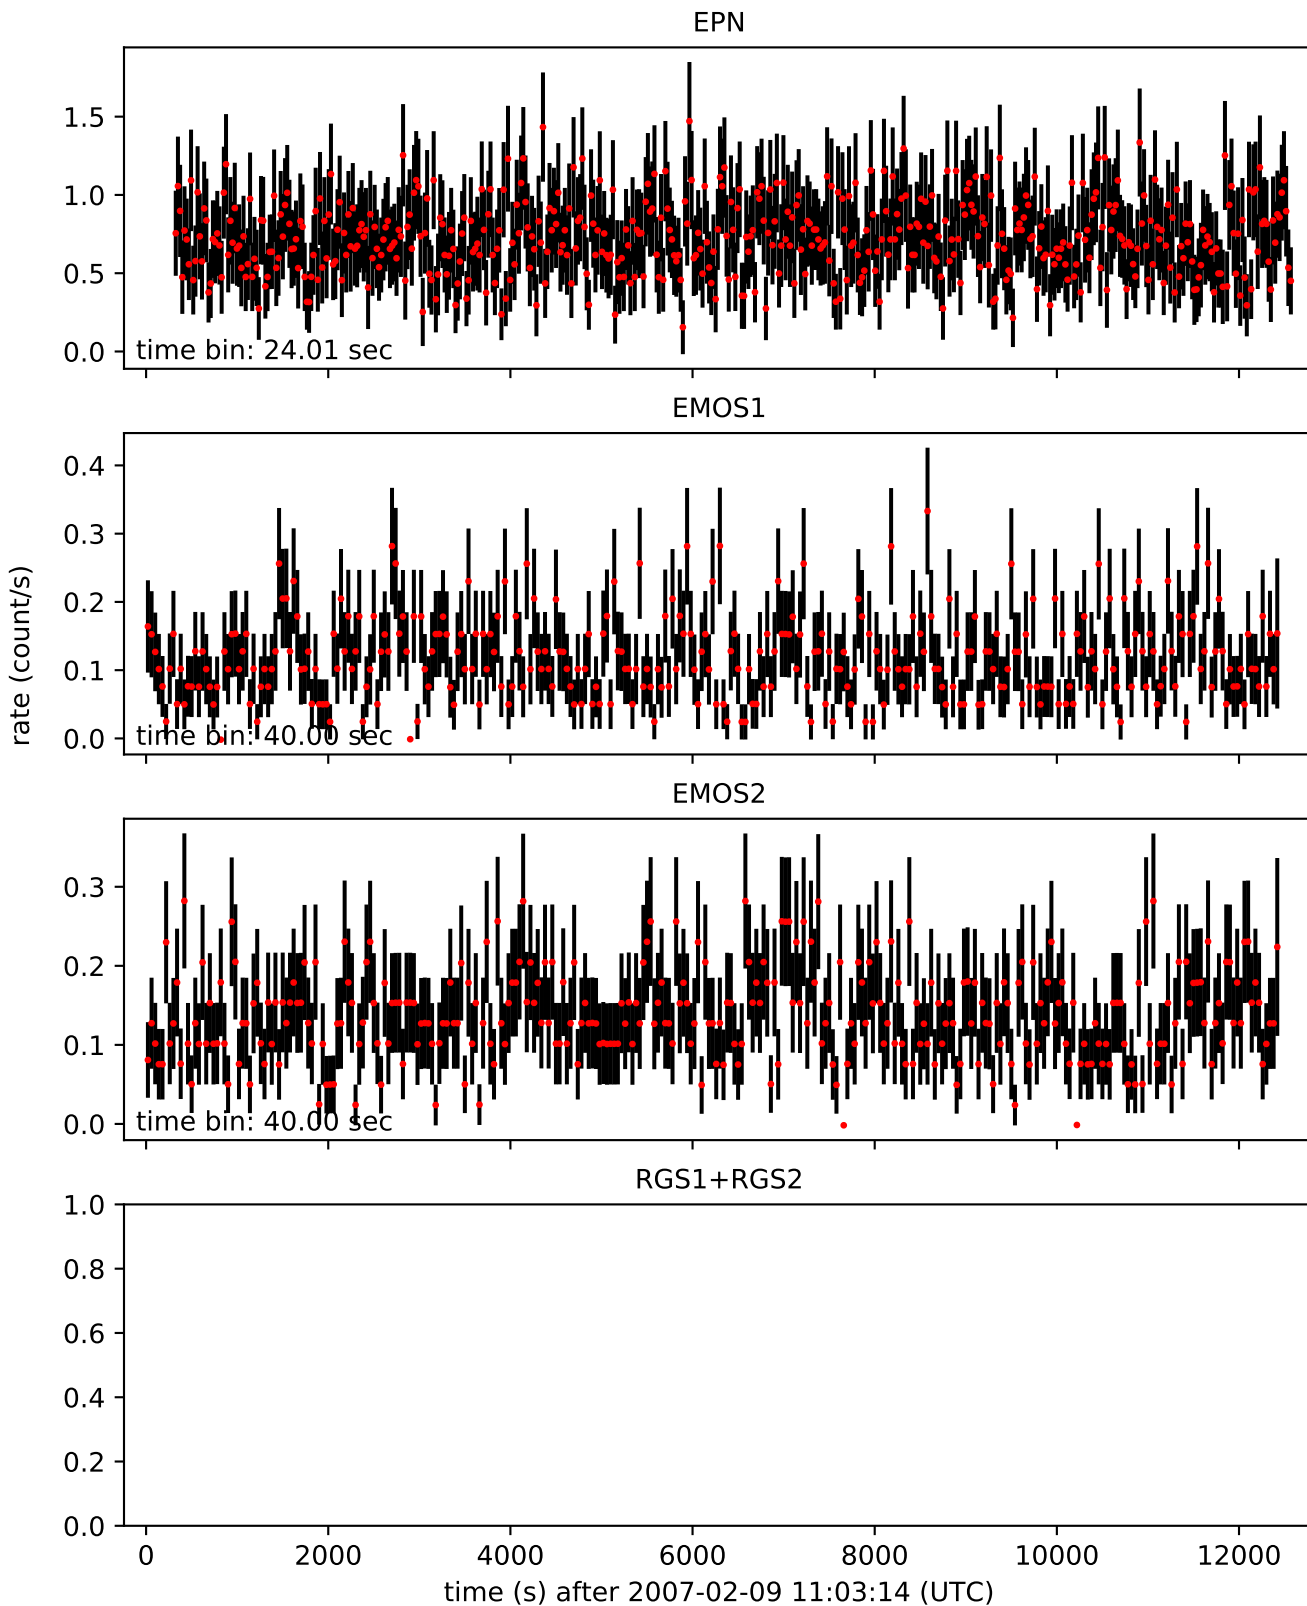 EPN
1.5
1.0
0.5
0.0
time bin: 24.01 sec
EMOS1
0.4
0.3
0.2
0.1
0.0
time bin: 40.00 sec
rate (count/s)
EMOS2
0.3
0.2
0.1
0.0
time bin: 40.00 sec
RGS1+RGS2
1.0
0.8
0.6
0.4
0.2
0.0
0 2000 4000 6000 8000 10000 12000
time (s) after 2007-02-09 11:03:14 (UTC)